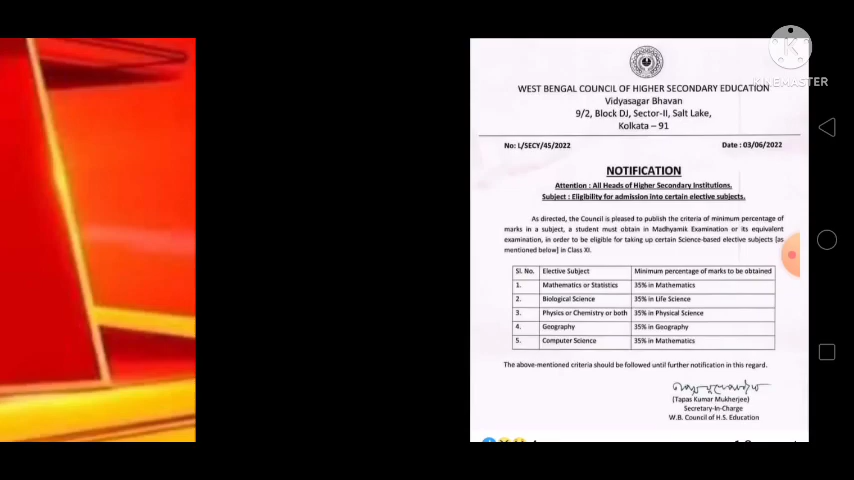 K
KINEMASTER
WEST BENGAL COUNCIL OF HIGHER SECONDARY EDUCATION
Vidyasagar Bhavan
9/2, Block DJ, Sector-II, Salt Lake,
Kolkata – 91
No: L/SECY/45/2022 Date : 03/06/2022
NOTIFICATION
Attention : All Heads of Higher Secondary Institutions.
Subject : Eligibility for admission into certain elective subjects.
As directed, the Council is pleased to publish the criteria of minimum percentage of
marks in a subject, a student must obtain in Madhyamik Examination or its equivalent
examination, in order to be eligible for taking up certain Science-based elective subjects [as
mentioned below] in Class XI.
Sl. No. Elective Subject Minimum percentage of marks to be obtained
1. Mathematics or Statistics 35% in Mathematics
2. Biological Science 35% in Life Science
3. Physics or Chemistry or both 35% in Physical Science
4. Geography 35% in Geography
5. Computer Science 35% in Mathematics
The above-mentioned criteria should be followed until further notification in this regard.
(Tapas Kumar Mukherjee)
Secretary-In-Charge
W.B. Council of H.S. Education